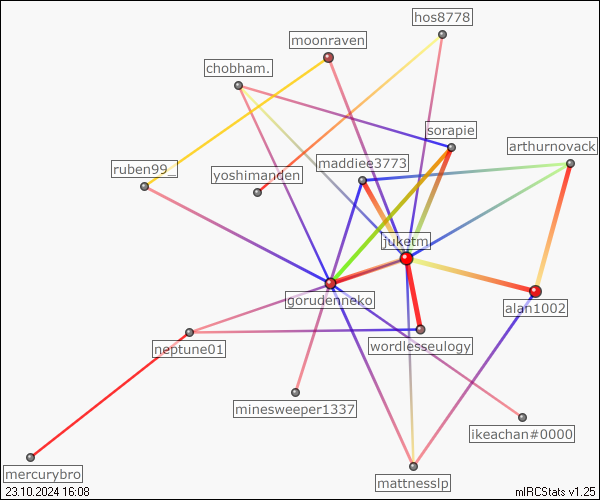 hos8778
moonraven
chobham.
sorapie
arthurnovack
maddiee3773
ruben99_
yoshimanden
juketm
gorudenneko
alan1002
wordlesseulogy
neptune01
minesweeper1337
ikeachan#0000
mercurybro
mattnesslp
23.10.2024 16:08
mIRCStats v1.25